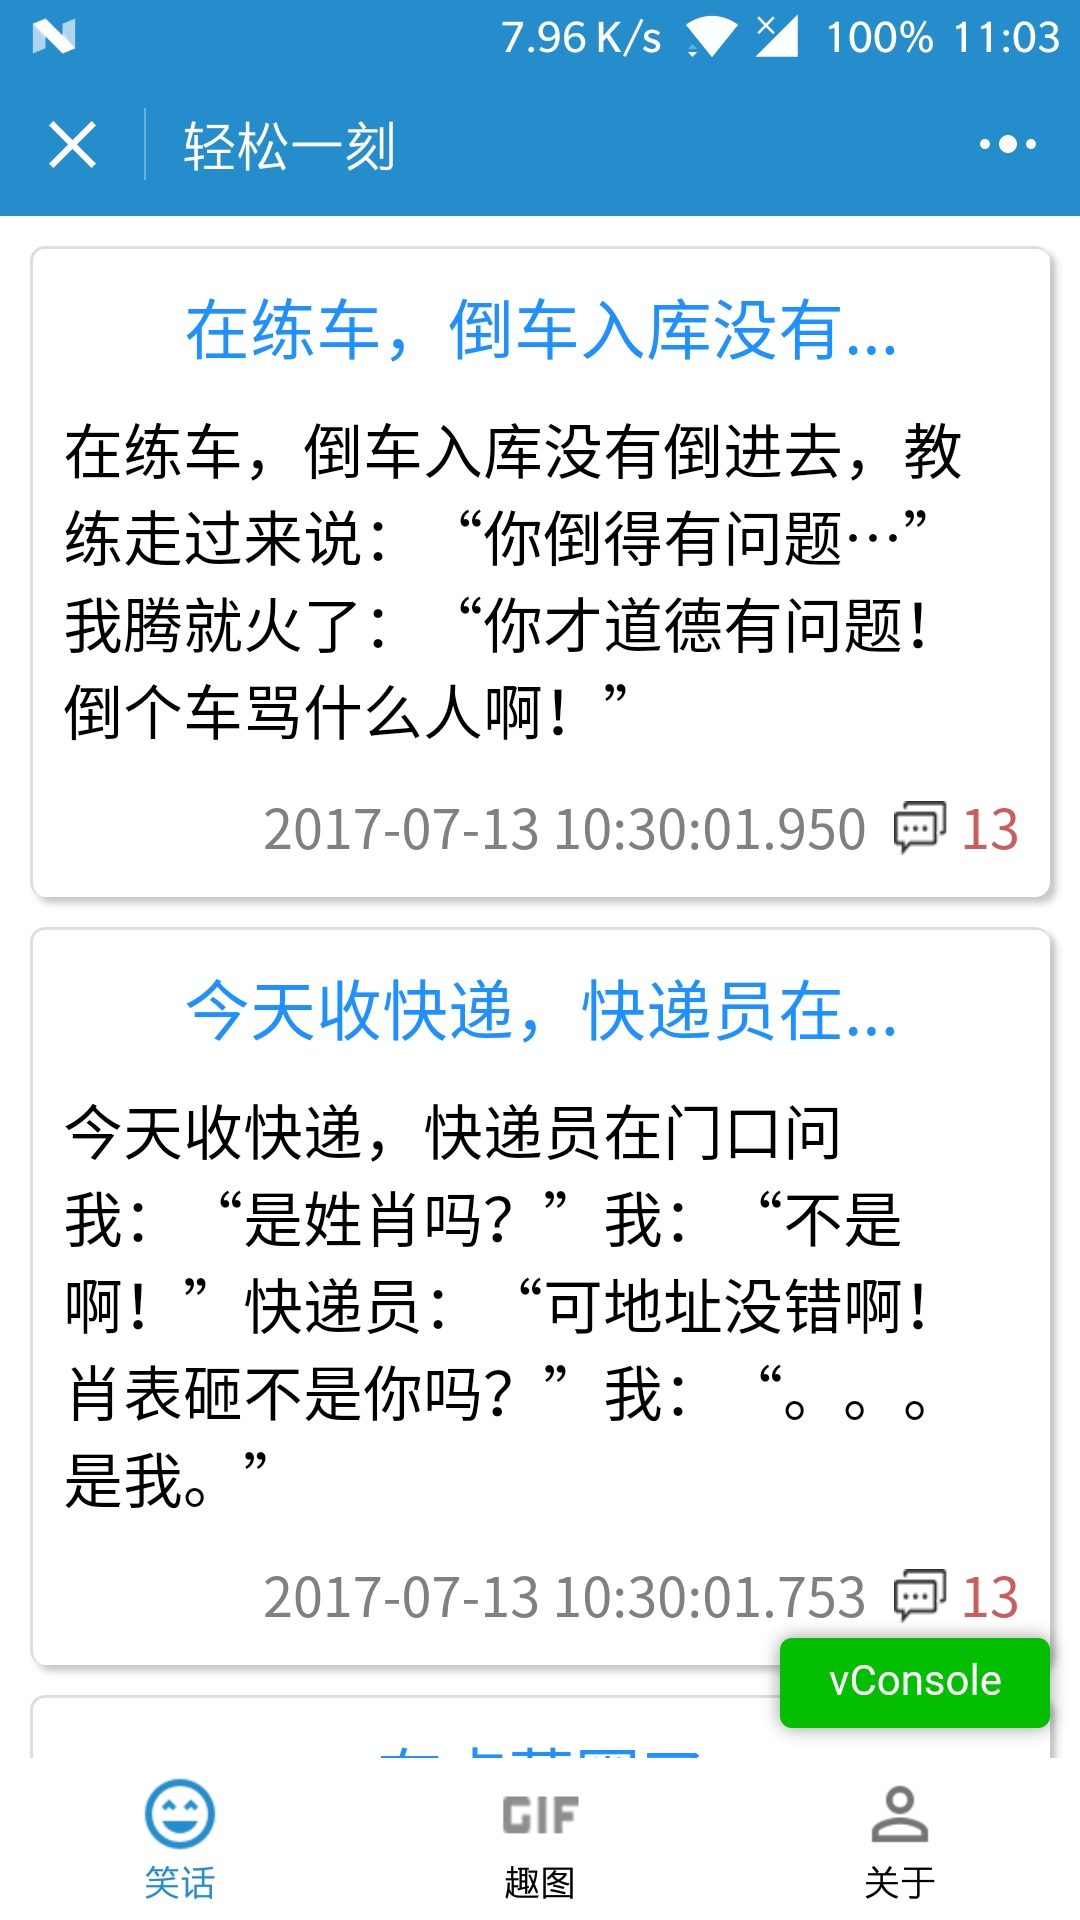 7.96 K/s 100% 11:03
轻松一刻
在练车，倒车入库没有...
在练车，倒车入库没有倒进去，教
练走过来说：“你倒得有问题…”
我腾就火了：“你才道德有问题！
倒个车骂什么人啊！”
2017-07-13 10:30:01.950 13
今天收快递，快递员在...
今天收快递，快递员在门口问
我：“是姓肖吗？”我：“不是
啊！”快递员：“可地址没错啊！
肖表砸不是你吗？”我：“。。。
是我。”
2017-07-13 10:30:01.753 13
vConsole
GIF
笑话 趣图 关于